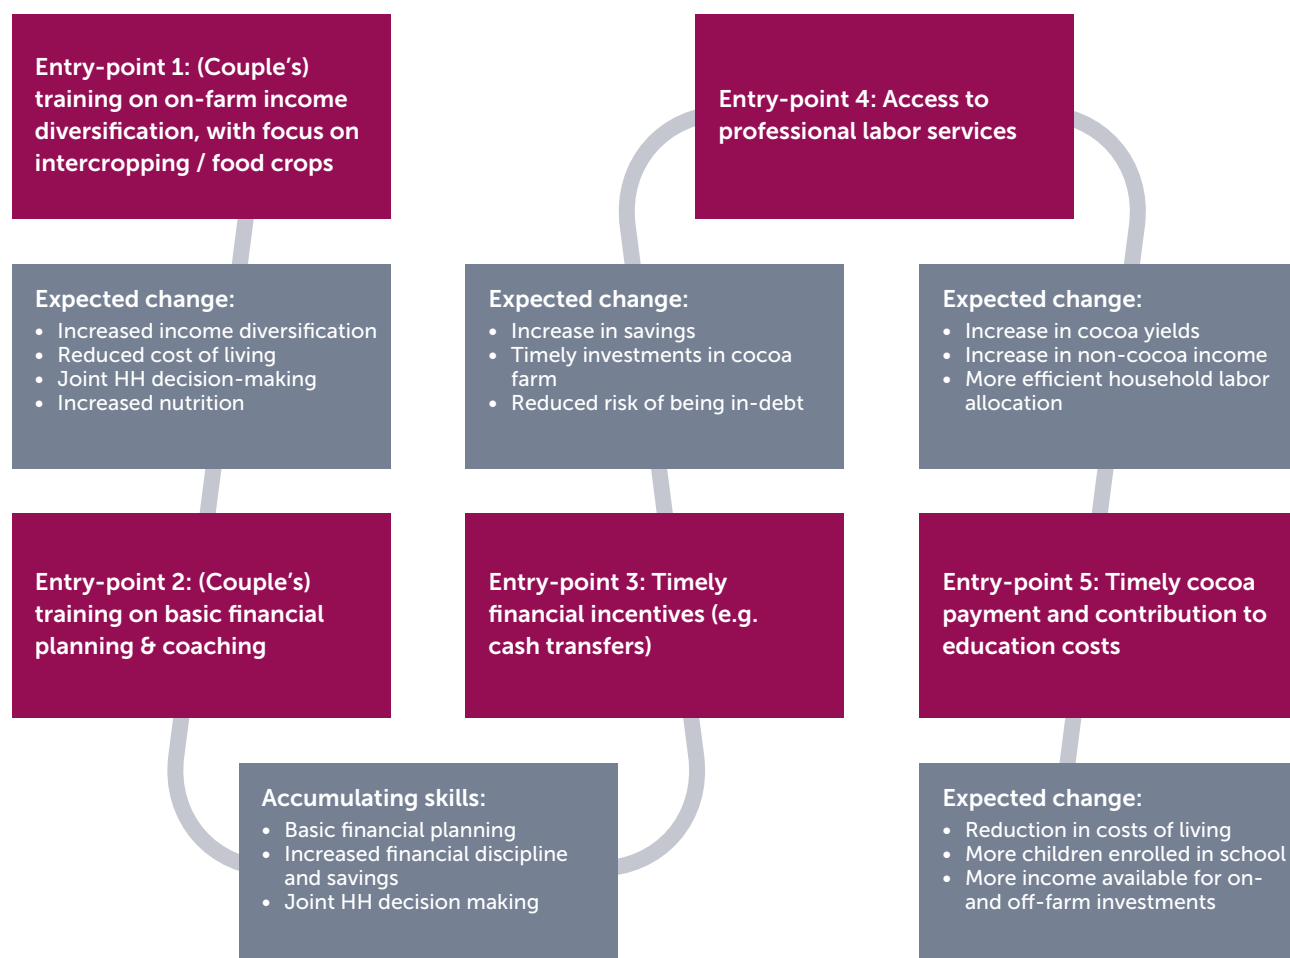 Entry-point 1: (Couple’s)
training on on-farm income
diversification, with focus on
intercropping / food crops
Expected change:
• Increased income diversification
• Reduced cost of living
• Joint HH decision-making
• Increased nutrition
Entry-point 2: (Couple’s)
training on basic financial
planning & coaching
Accumulating skills:
• Basic financial planning
• Increased financial discipline
and savings
• Joint HH decision making
Entry-point 3: Timely
financial incentives (e.g.
cash transfers)
Expected change:
• Increase in savings
• Timely investments in cocoa
farm
• Reduced risk of being in-debt
Entry-point 4: Access to
professional labor services
Expected change:
• Increase in cocoa yields
• Increase in non-cocoa income
• More efficient household labor
allocation
Entry-point 5: Timely cocoa
payment and contribution to
education costs
Expected change:
• Reduction in costs of living
• More children enrolled in school
• More income available for on-
and off-farm investments